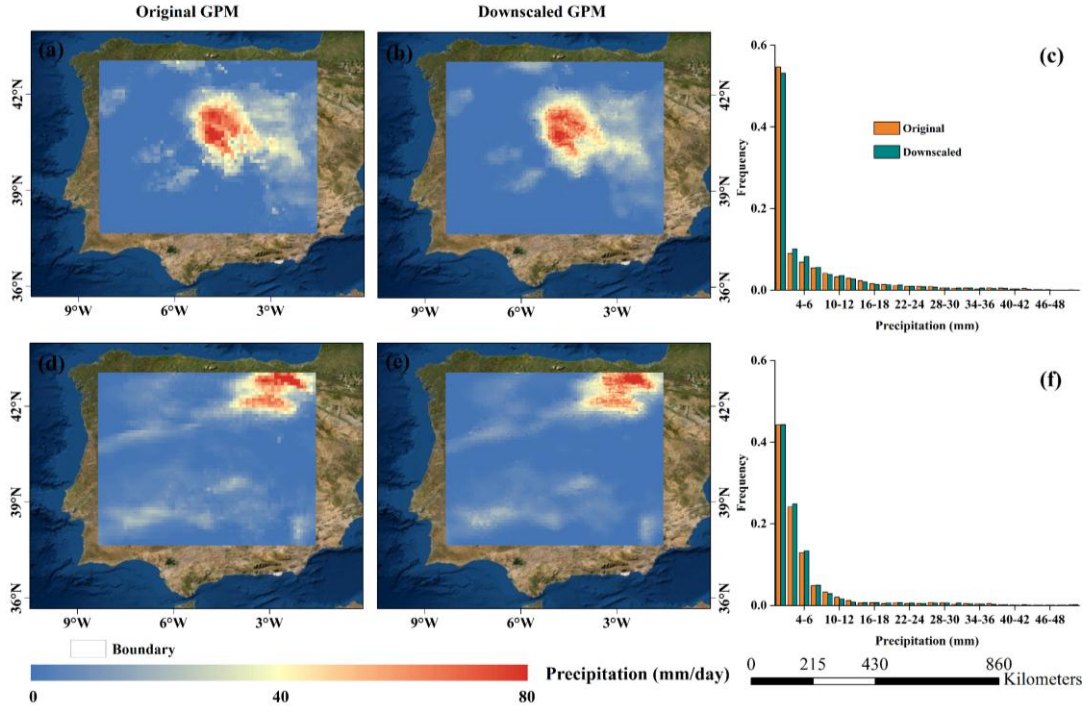 Original GPM
Downscaled GPM
(a)
(b)
(c)
42°N
39°N
36°N
9°W
6°W
3°W
9°W
6°W
3°W
42°N
39°N
36°N
0.6
0.4
0.2
0.0
Frequency
Original
Downscaled
4-6
10-12
16-18
22-24
28-30
34-36
40-42
46-48
Precipitation (mm)
(d)
(e)
(f)
42°N
39°N
36°N
9°W
6°W
3°W
9°W
6°W
3°W
42°N
39°N
36°N
0.6
0.4
0.2
0.0
Frequency
4-6
10-12
16-18
22-24
28-30
34-36
40-42
46-48
Precipitation (mm)
Boundary
Precipitation (mm/day)
0
40
80
0
215
430
860
Kilometers